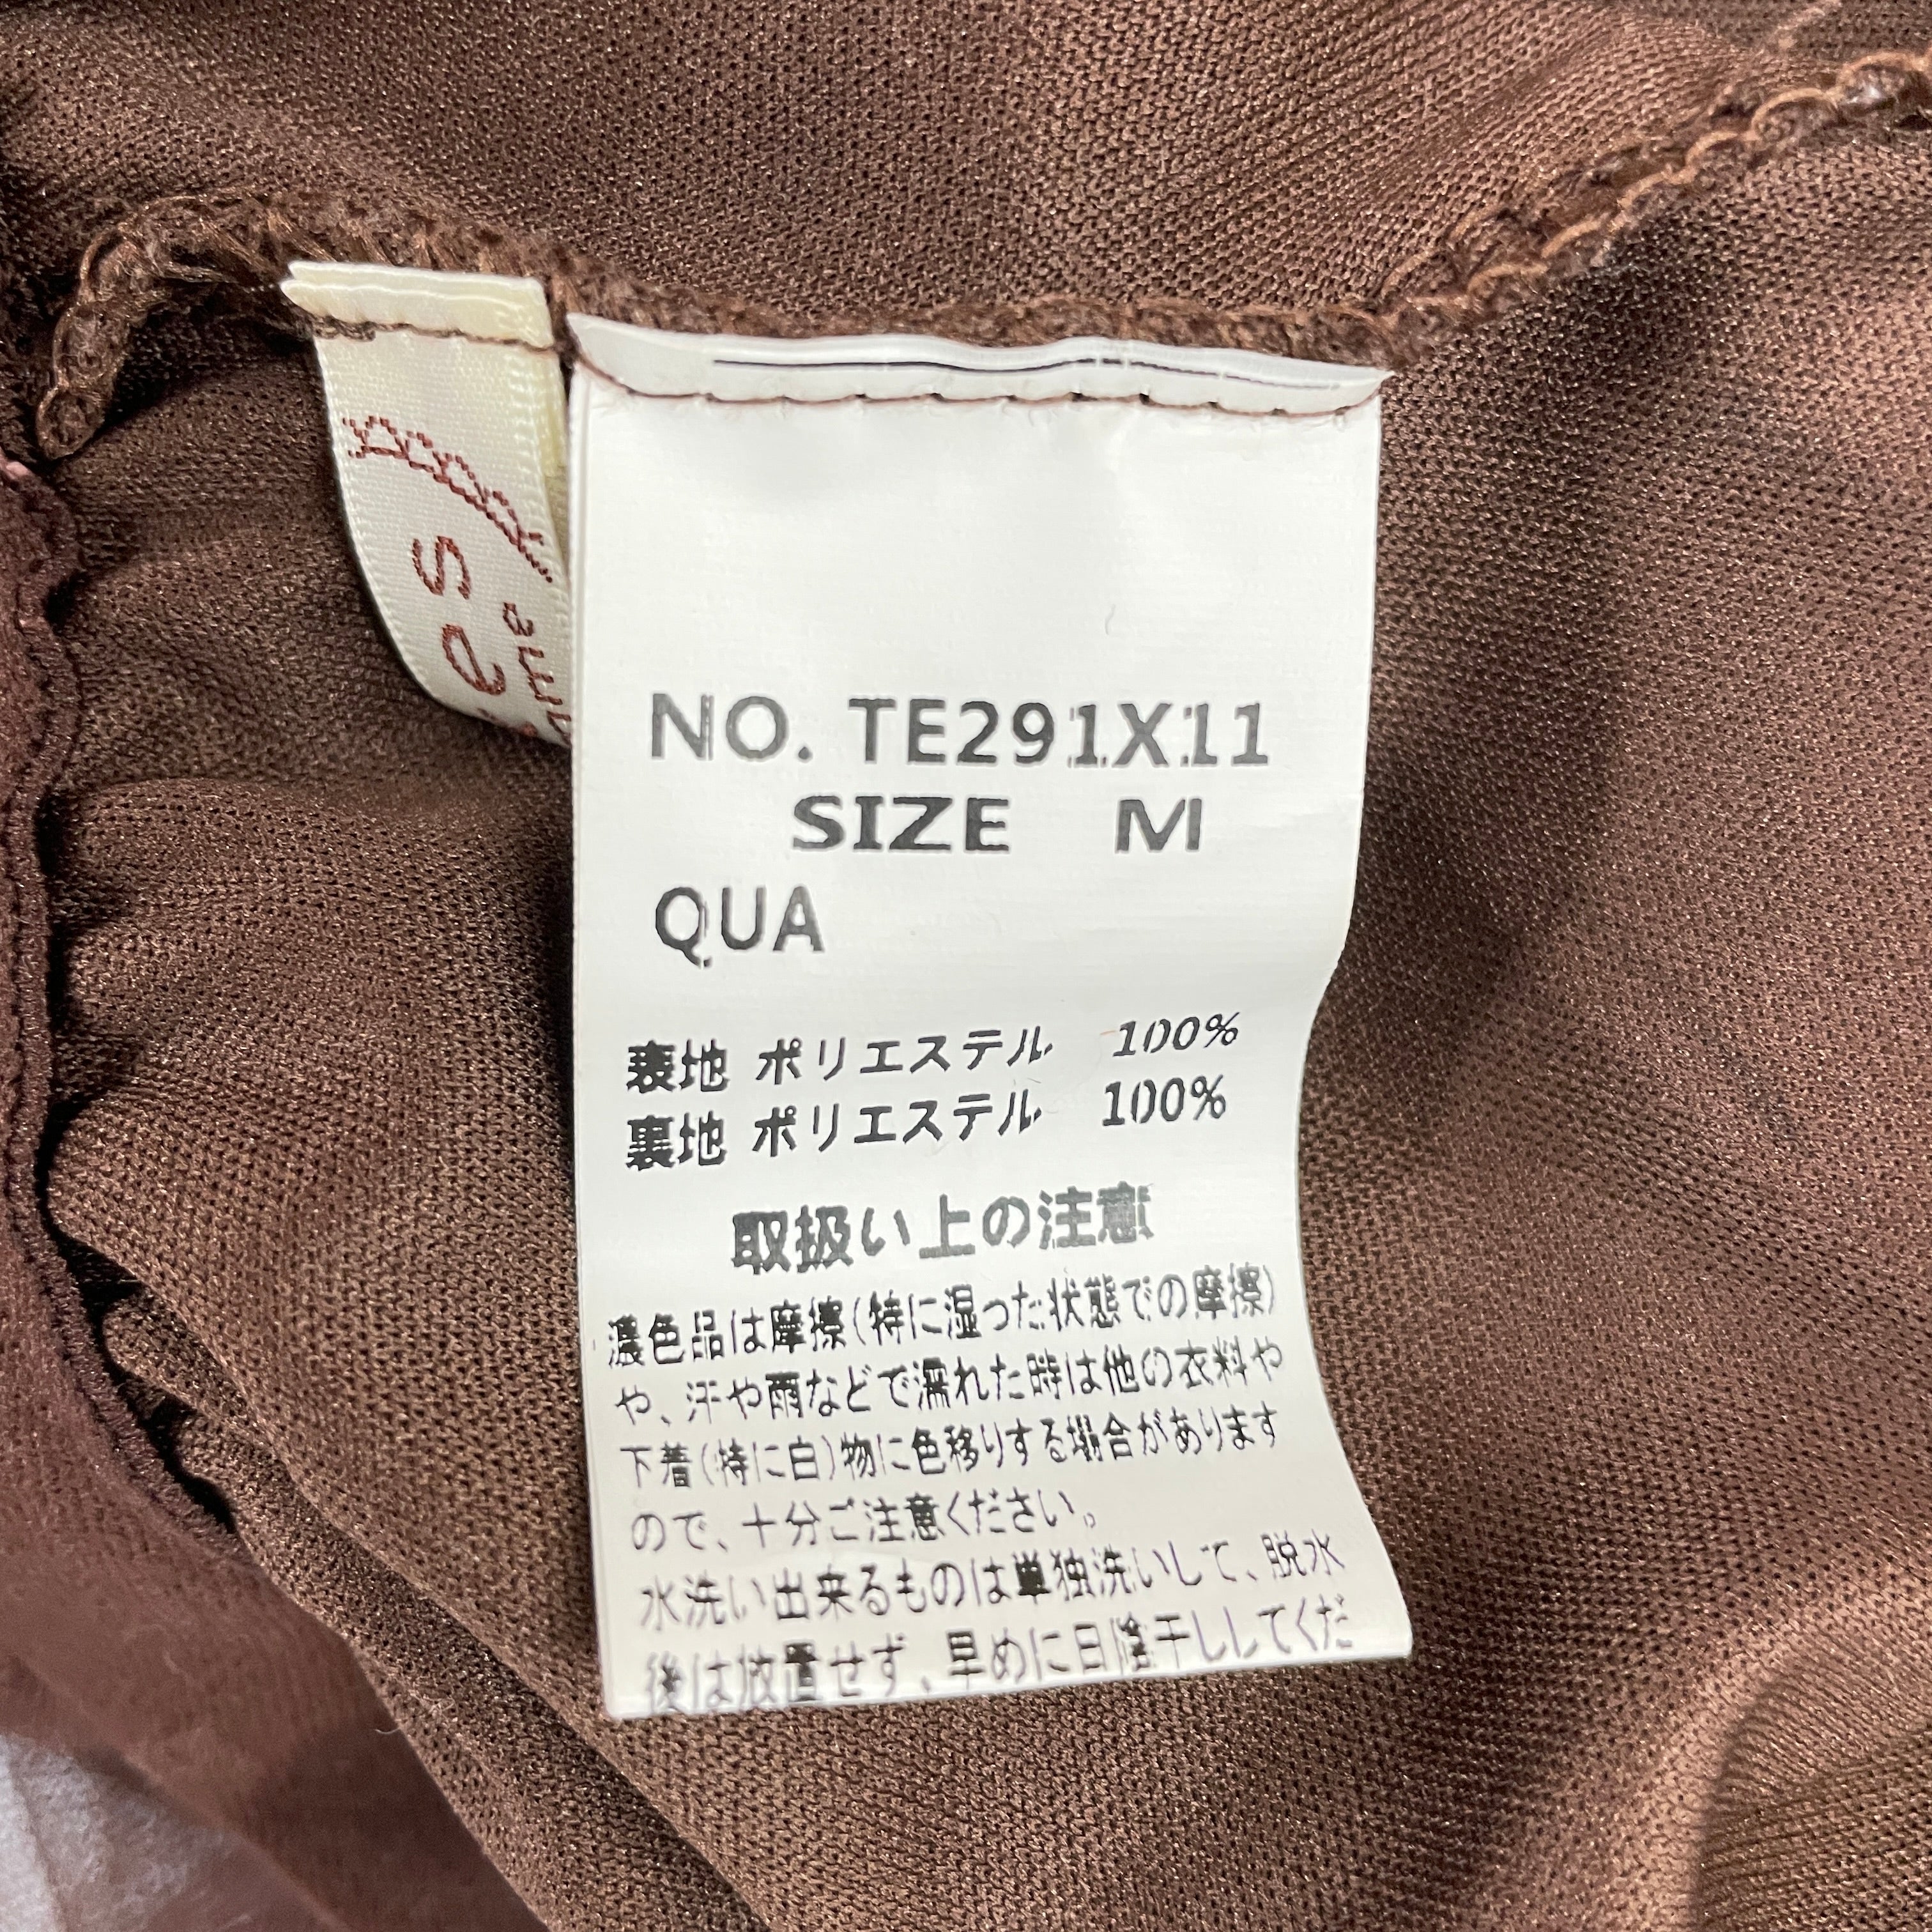 NO. TE291X11
SIZE M
QUA
表地 ポリエステル 100%
裏地 ポリエステル 100%
取扱い上の注意
濃色品は摩擦(特に湿った状態での摩擦)
や、汗や雨などで濡れた時は他の衣料や
下着(特に白)物に色移りする場合があります
ので、十分ご注意ください。
水洗い出来るものは単独洗いして、脱水
後は放置せず、早めに日陰干ししてくだ